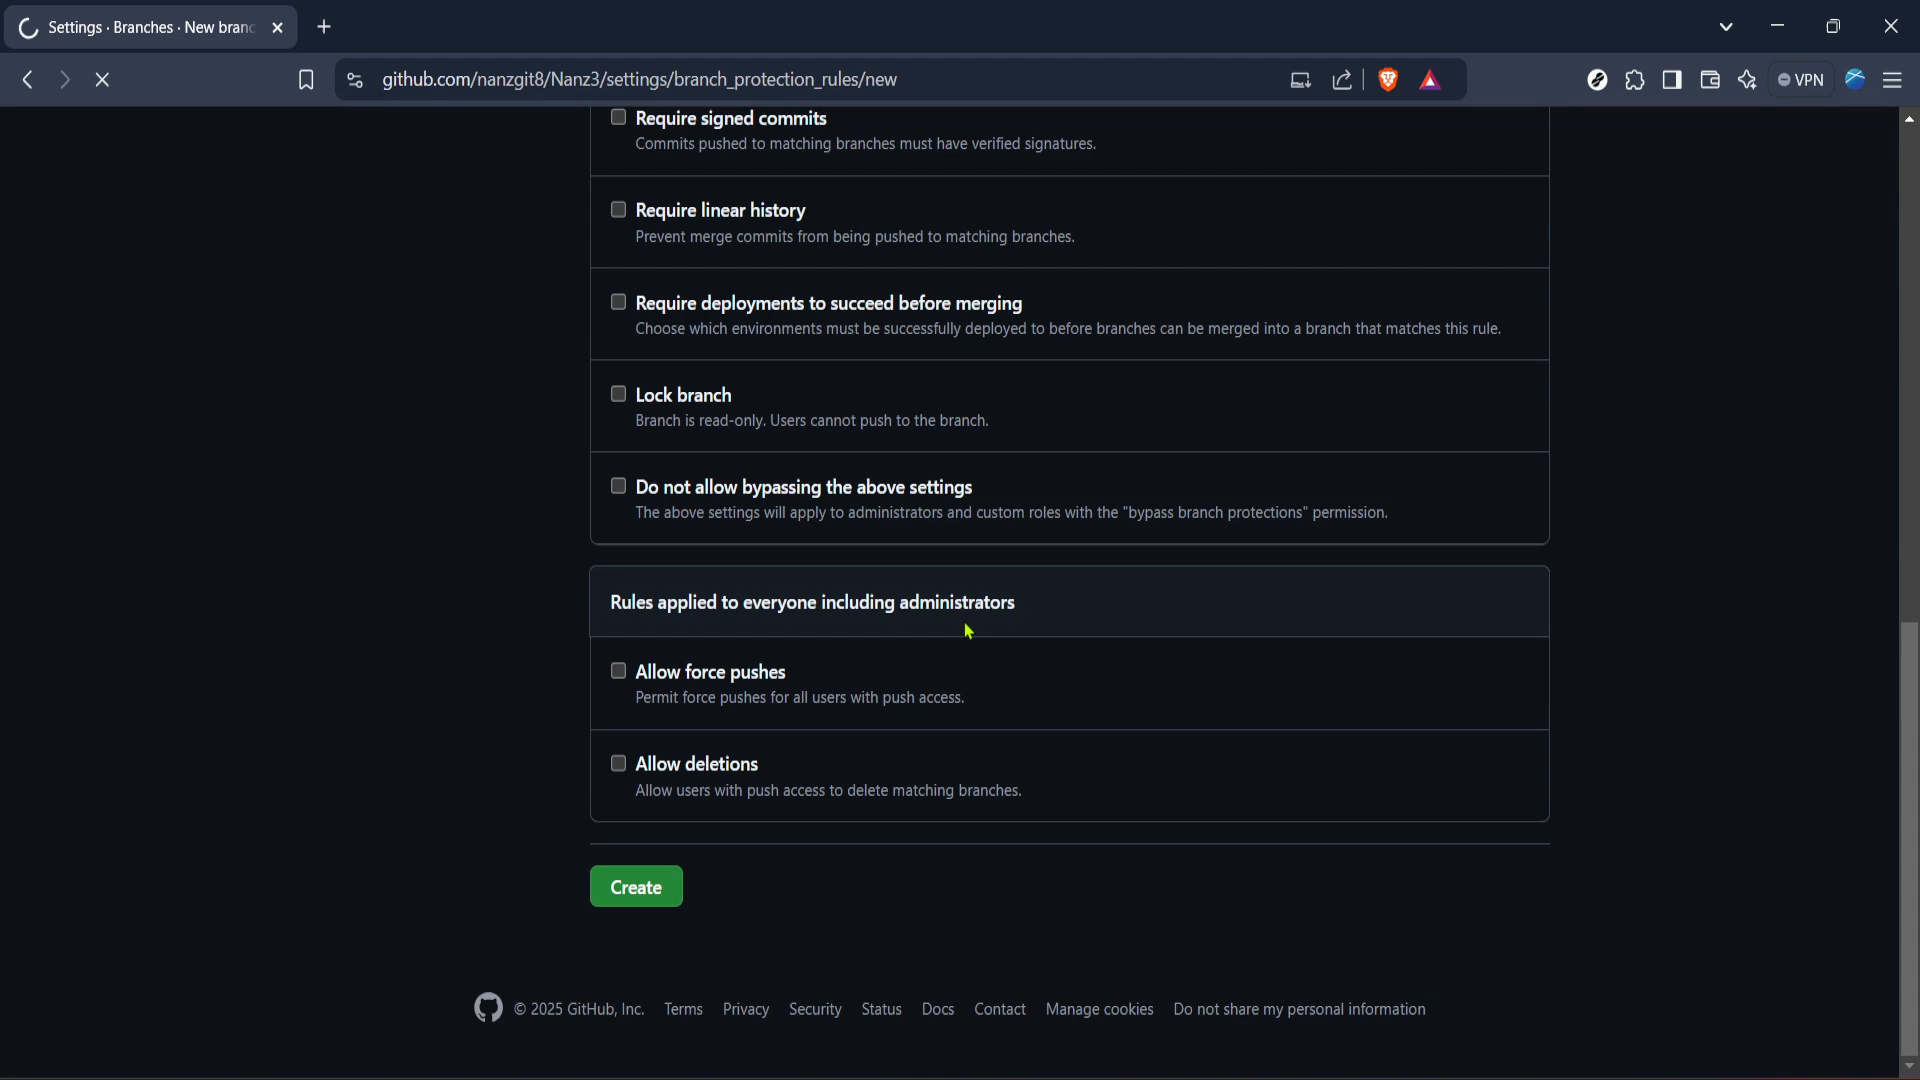 Settings · Branches · New branc
github.com/nanzgit8/Nanz3/settings/branch_protection_rules/new
VPN
Require signed commits
Commits pushed to matching branches must have verified signatures.
Require linear history
Prevent merge commits from being pushed to matching branches.
Require deployments to succeed before merging
Choose which environments must be successfully deployed to before branches can be merged into a branch that matches this rule.
Lock branch
Branch is read-only. Users cannot push to the branch.
Do not allow bypassing the above settings
The above settings will apply to administrators and custom roles with the "bypass branch protections" permission.
Rules applied to everyone including administrators
Allow force pushes
Permit force pushes for all users with push access.
Allow deletions
Allow users with push access to delete matching branches.
Create
© 2025 GitHub, Inc. Terms Privacy Security Status Docs Contact Manage cookies Do not share my personal information